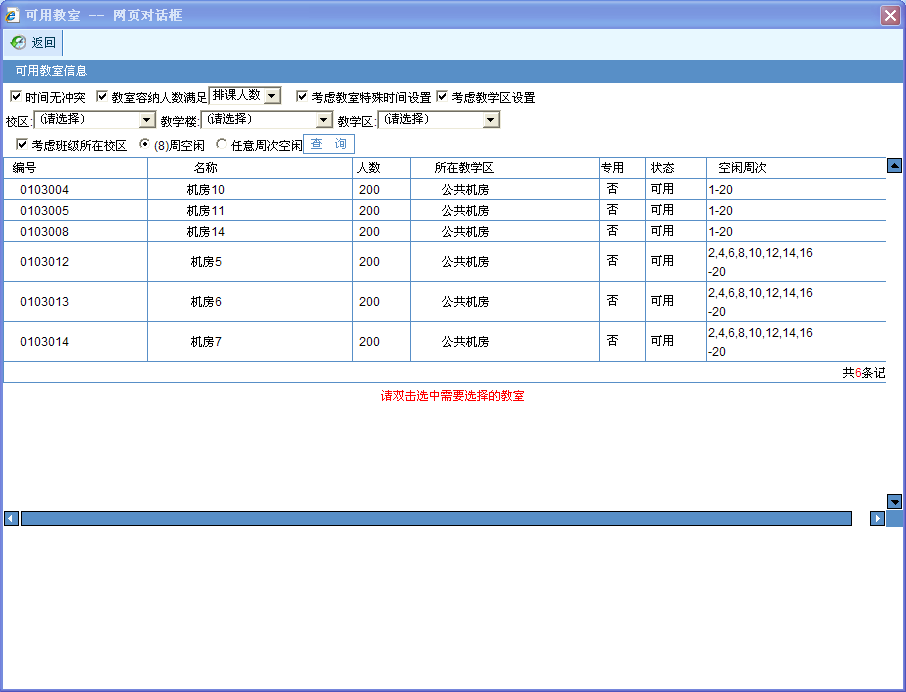 可用教室 -- 网页对话框
返回
可用教室信息
时间无冲突 教室容纳人数满足 排课人数 考虑教室特殊时间设置 考虑教学区设置
校区: (请选择) 教学楼: (请选择) 教学区: (请选择)
考虑班级所在校区 (8)周空闲 任意周次空闲 查 询
编号 名称 人数 所在教学区 专用 状态 空闲周次
0103004 机房10 200 公共机房 否 可用 1-20
0103005 机房11 200 公共机房 否 可用 1-20
0103008 机房14 200 公共机房 否 可用 1-20
0103012 机房5 200 公共机房 否 可用 2,4,6,8,10,12,14,16
-20
0103013 机房6 200 公共机房 否 可用 2,4,6,8,10,12,14,16
-20
0103014 机房7 200 公共机房 否 可用 2,4,6,8,10,12,14,16
-20
共6条记
请双击选中需要选择的教室